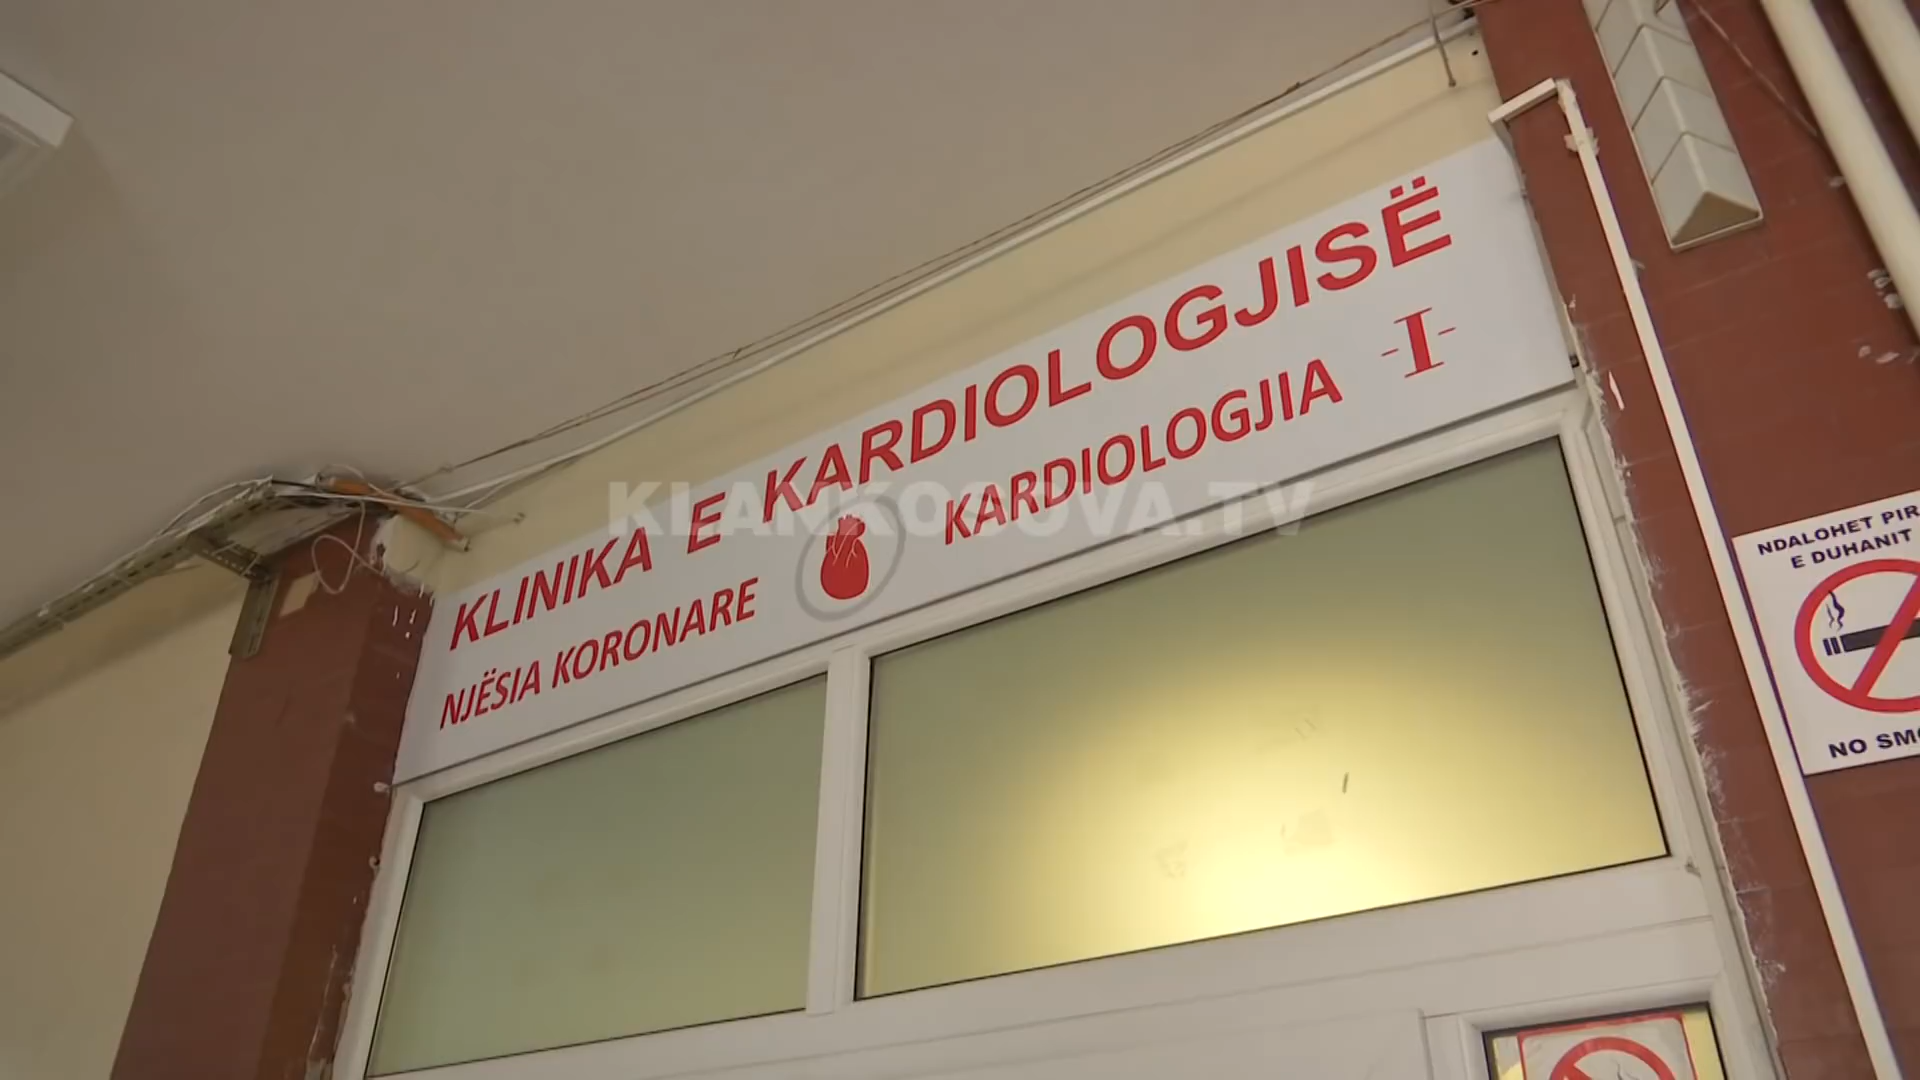 KLINIKA E KARDIOLOGJISË
NJËSIA KORONARE KARDIOLOGJIA -I-
KLANKOSOVA.TV
NDALOHET PIR
E DUHANIT
NO SMO